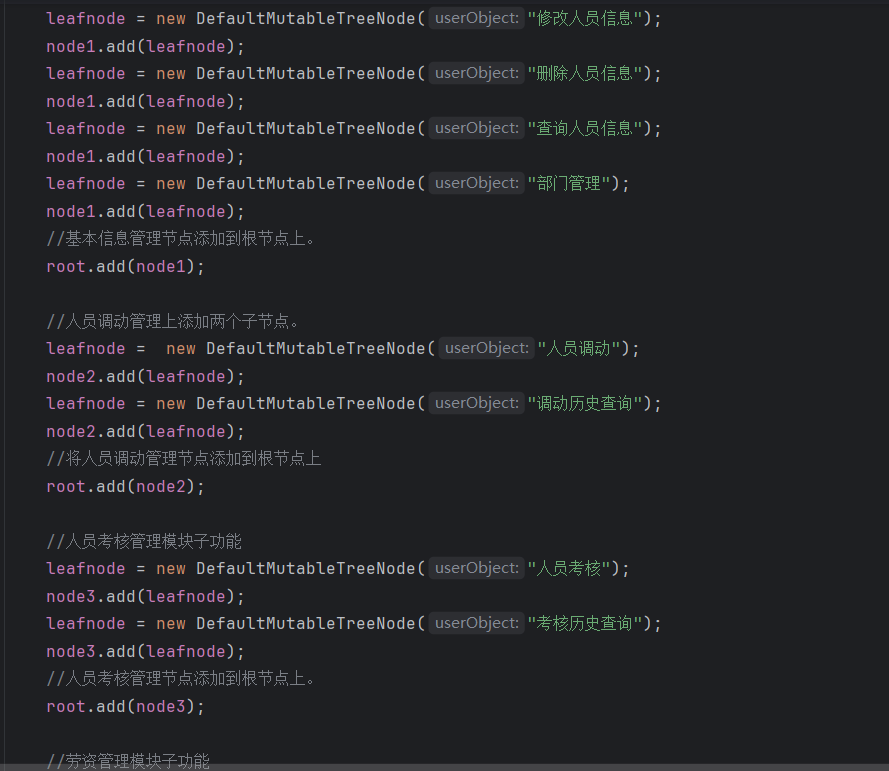 leafnode = new DefaultMutableTreeNode( userObject: "修改人员信息");
node1.add(leafnode);
leafnode = new DefaultMutableTreeNode( userObject: "删除人员信息");
node1.add(leafnode);
leafnode = new DefaultMutableTreeNode( userObject: "查询人员信息");
node1.add(leafnode);
leafnode = new DefaultMutableTreeNode( userObject: "部门管理");
node1.add(leafnode);
//基本信息管理节点添加到根节点上。
root.add(node1);
//人员调动管理上添加两个子节点。
leafnode =  new DefaultMutableTreeNode( userObject: "人员调动");
node2.add(leafnode);
leafnode = new DefaultMutableTreeNode( userObject: "调动历史查询");
node2.add(leafnode);
//将人员调动管理节点添加到根节点上
root.add(node2);
//人员考核管理模块子功能
leafnode = new DefaultMutableTreeNode( userObject: "人员考核");
node3.add(leafnode);
leafnode = new DefaultMutableTreeNode( userObject: "考核历史查询");
node3.add(leafnode);
//人员考核管理节点添加到根节点上。
root.add(node3);
//劳资管理模块子功能